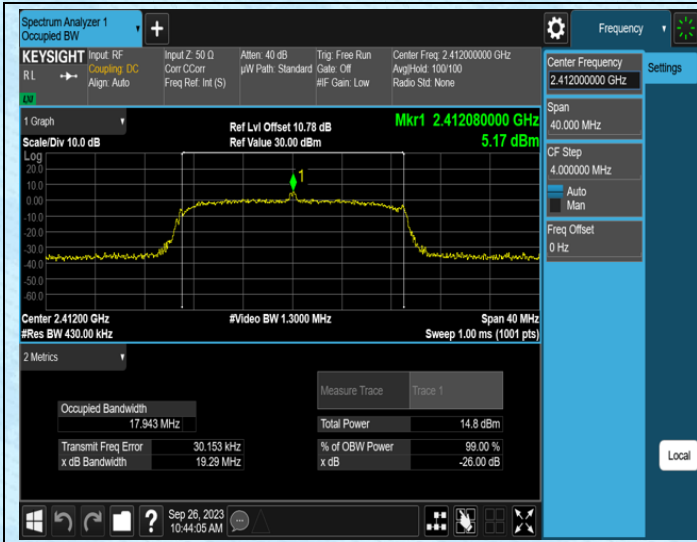 Spectrum Analyzer 1
Occupied BW
Frequency
KEYSIGHT Input: RF Input Z: 50 Ω Atten: 40 dB Trig: Free Run Center Freq: 2.412000000 GHz
Coupling: DC Corr CCorr µW Path: Standard Gate: Off Avg|Hold: 100/100
RL Align: Auto Freq Ref: Int (S) #IF Gain: Low Radio Std: None
1 Graph
Ref Lvl Offset 10.78 dB
Mkr1 2.412080000 GHz
Scale/Div 10.0 dB
Ref Value 30.00 dBm
5.17 dBm
Log
20.0
10.0
0.00
-10.0
-20.0
-30.0
-40.0
-50.0
-60.0
1
Center 2.41200 GHz #Video BW 1.3000 MHz Span 40 MHz
#Res BW 430.00 kHz Sweep 1.00 ms (1001 pts)
2 Metrics
Measure Trace Trace 1
Occupied Bandwidth
17.943 MHz
Total Power 14.8 dBm
Transmit Freq Error 30.153 kHz % of OBW Power 99.00 %
x dB Bandwidth 19.29 MHz x dB -26.00 dB
Sep 26, 2023
10:44:05 AM
Center Frequency
2.412000000 GHz
Settings
Span
40.000 MHz
CF Step
4.000000 MHz
Auto
Man
Freq Offset
0 Hz
Local